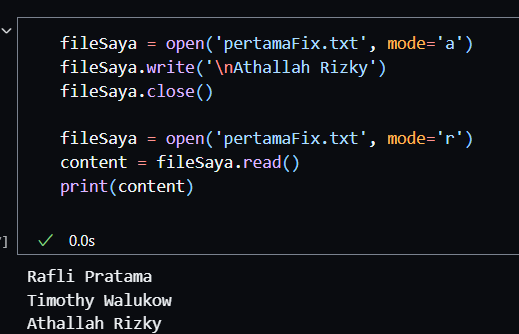 fileSaya = open('pertamaFix.txt', mode='a')
fileSaya.write('\nAthallah Rizky')
fileSaya.close()
fileSaya = open('pertamaFix.txt', mode='r')
content = fileSaya.read()
print(content)
]
0.0s
Rafli Pratama
Timothy Walukow
Athallah Rizky